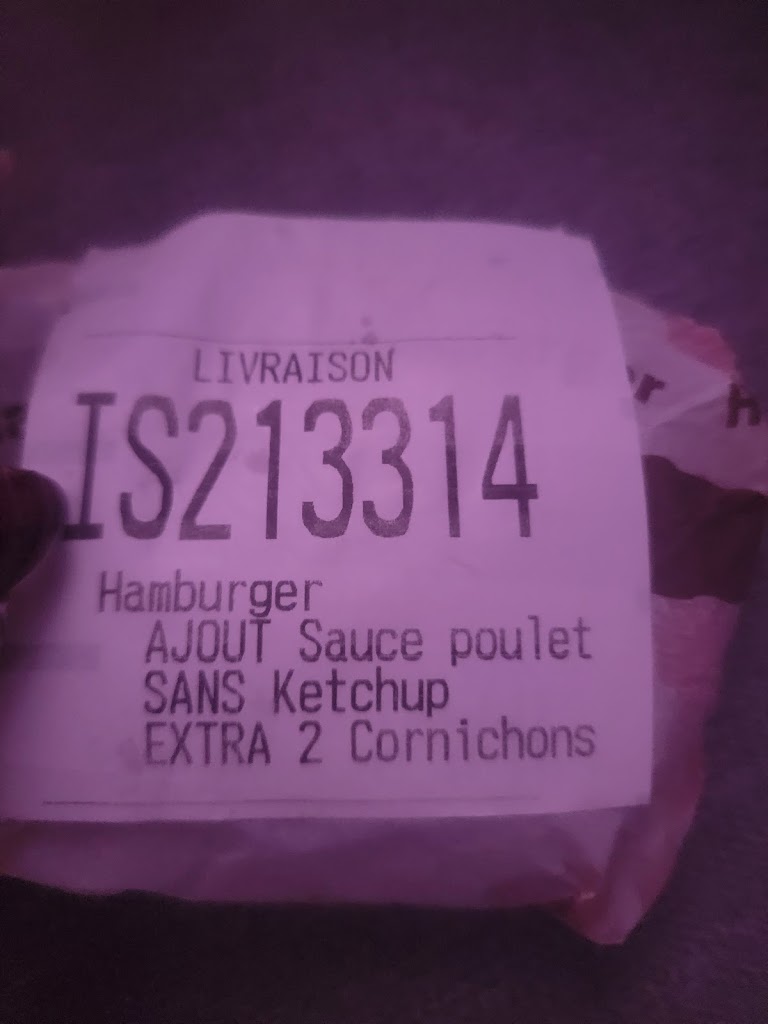 LIVRAISON
IS213314
Hamburger
AJOUT Sauce poulet
SANS Ketchup
EXTRA 2 Cornichons